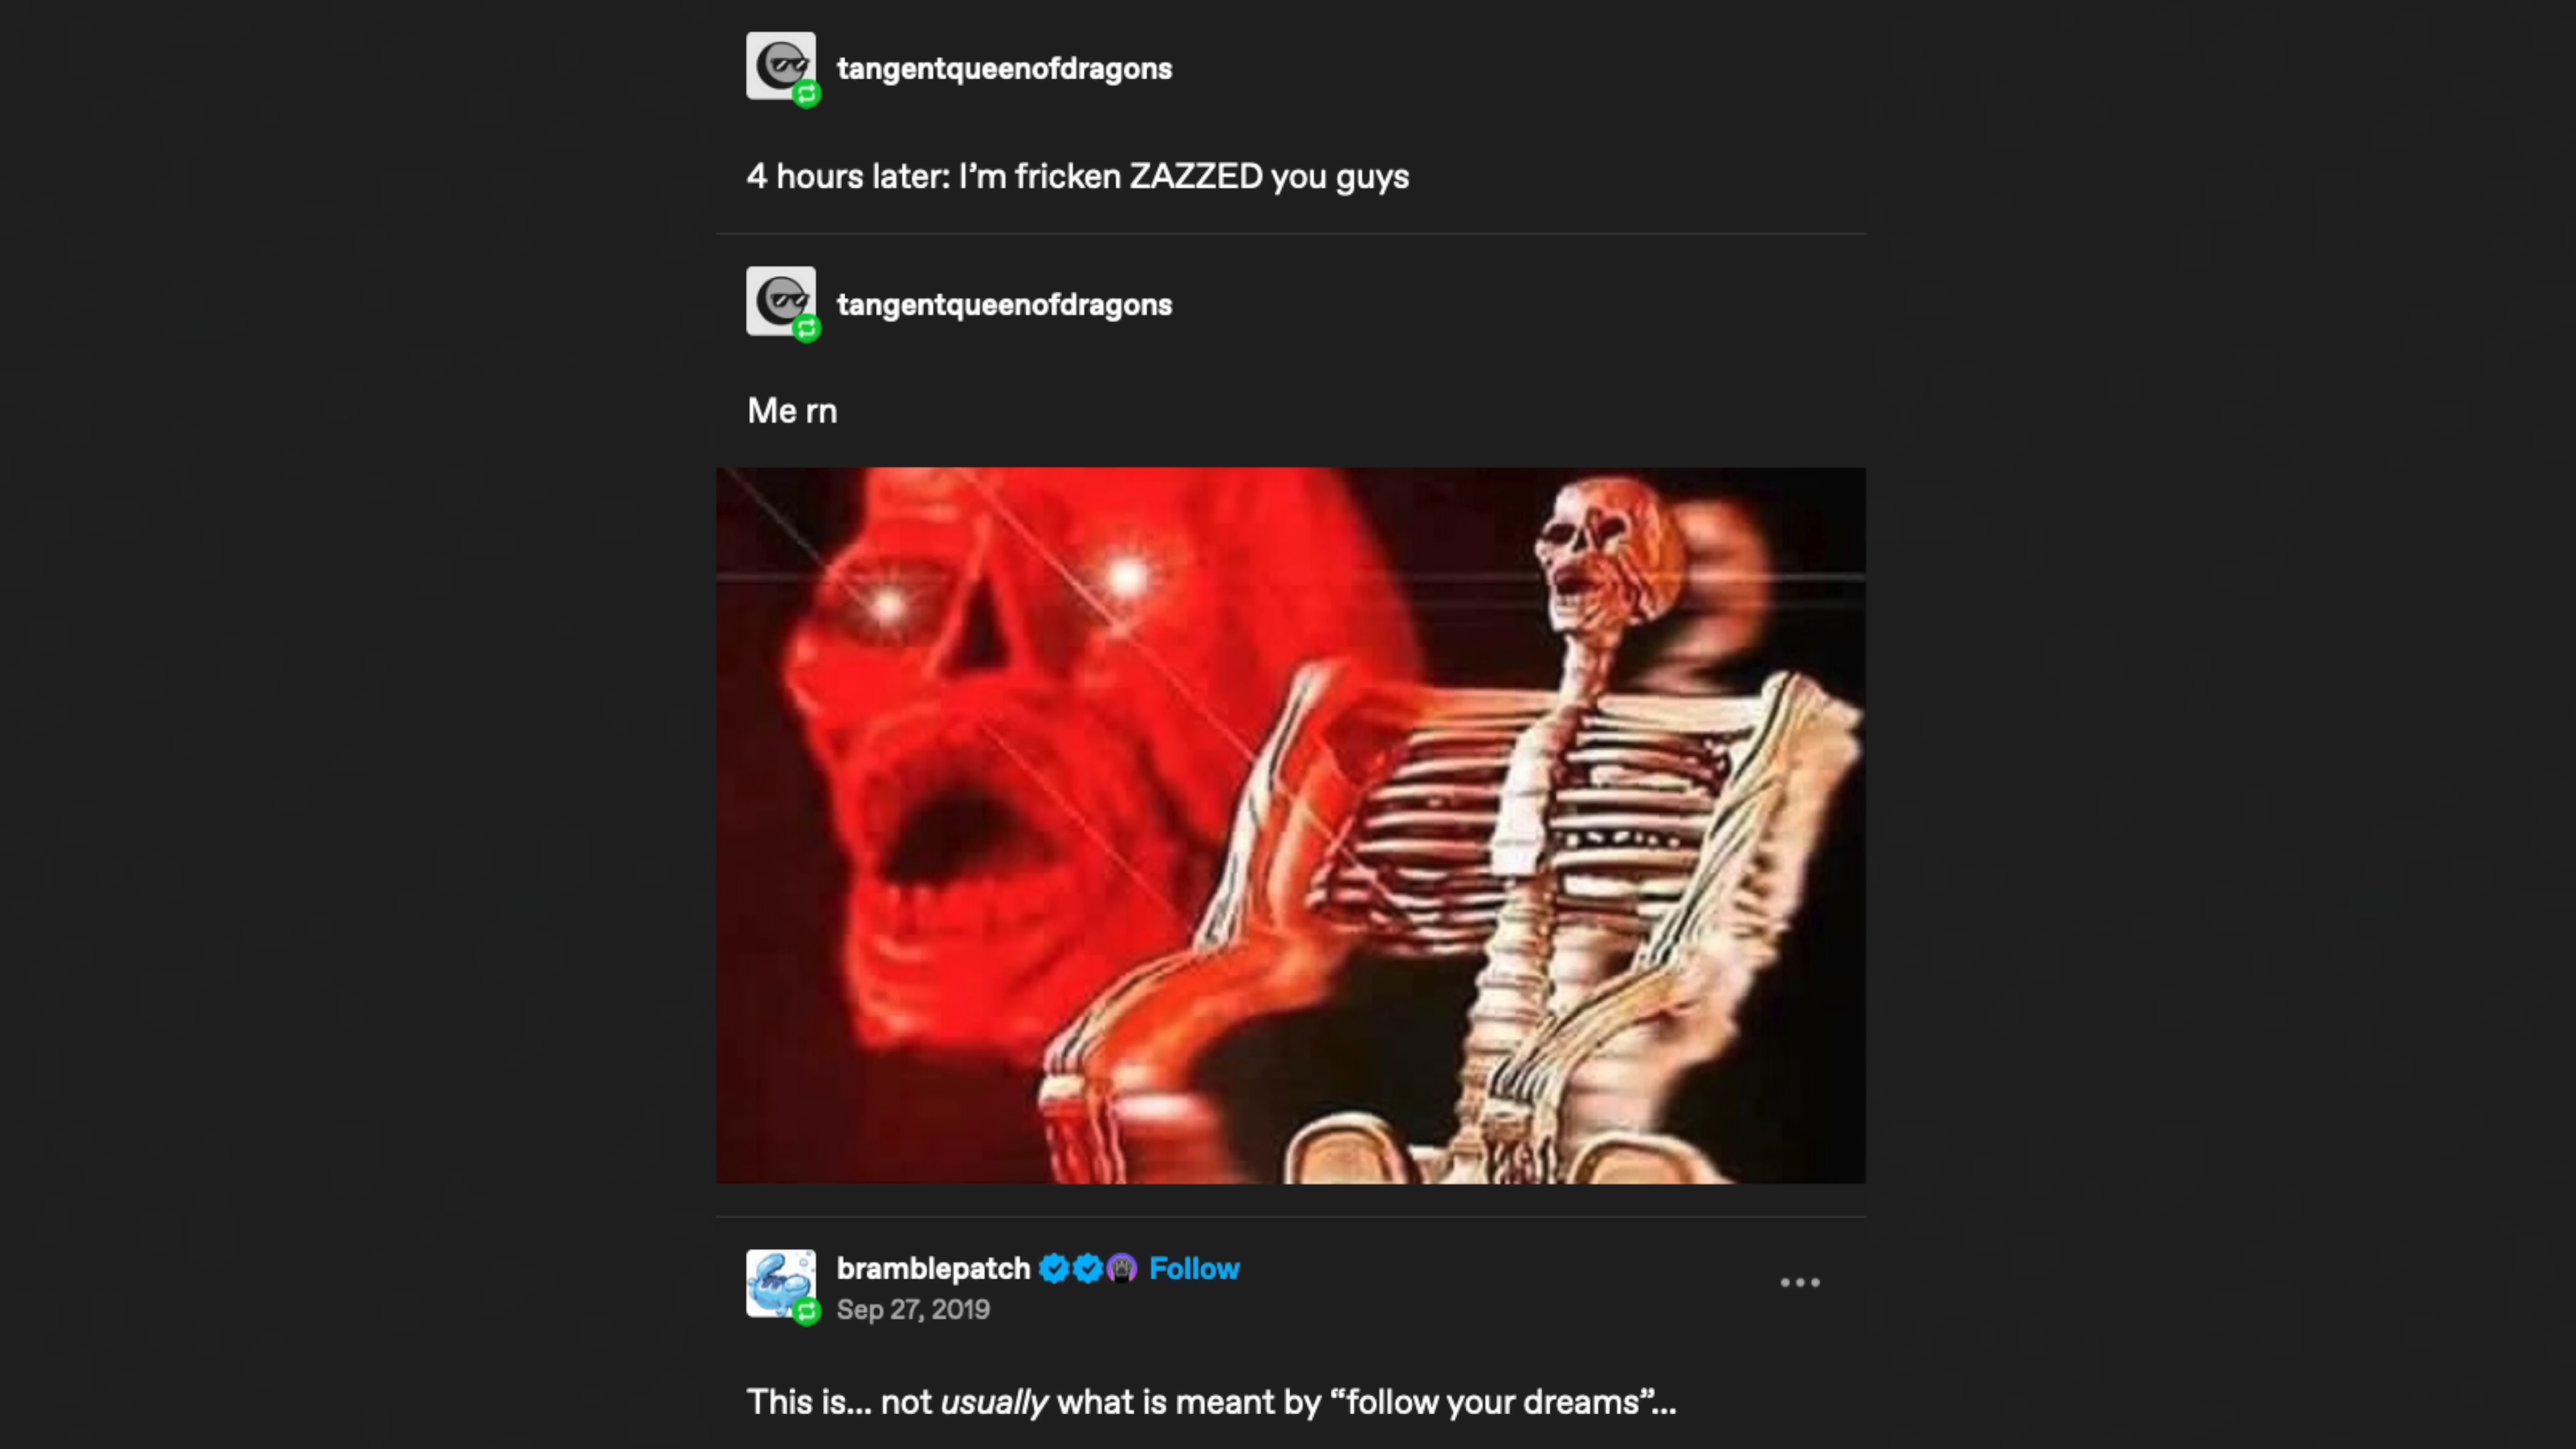 tangentqueenofdragons
4 hours later: I’m fricken ZAZZED you guys
tangentqueenofdragons
Me rn
bramblepatch Follow
Sep 27, 2019
This is... not usually what is meant by “follow your dreams”...